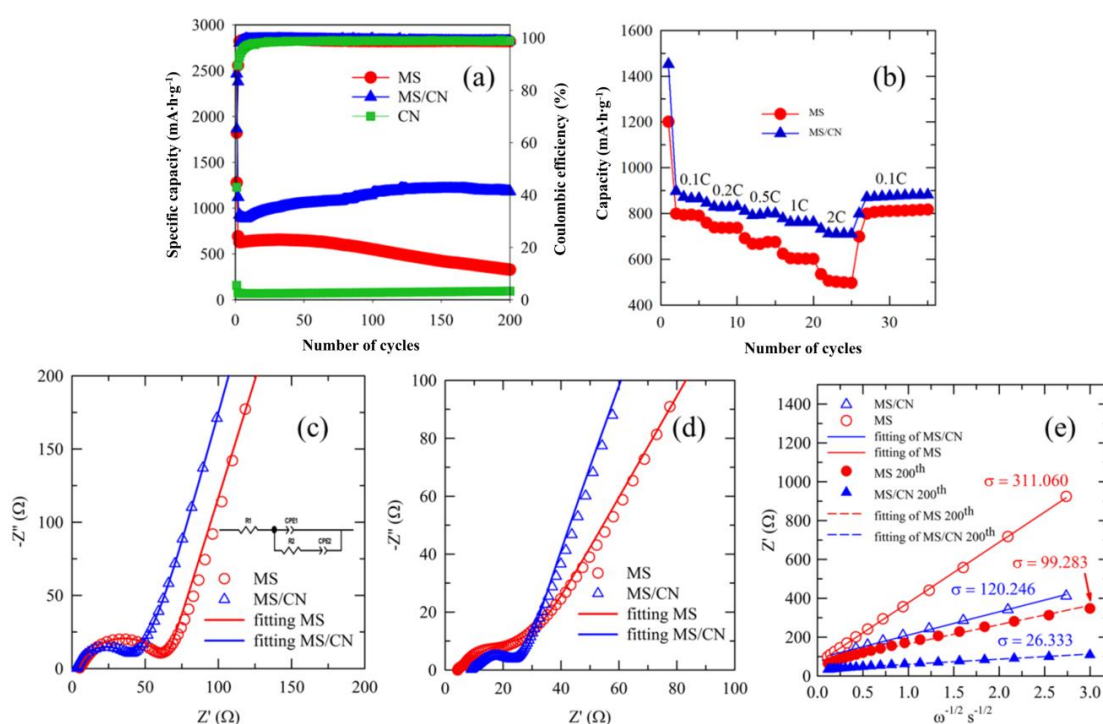 (a)
Specific capacity (mA·h·g⁻¹)
3000
2500
2000
1500
1000
500
0
MS
MS/CN
CN
100
80
60
40
20
0
Coulombic efficiency (%)
0 50 100 150 200
Number of cycles
(b)
Capacity (mA·h·g⁻¹)
1600
1400
1200
1000
800
600
400
MS
MS/CN
0.1C
0.2C
0.5C
1C
2C
0.1C
0 10 20 30
Number of cycles
(c)
-Z'' (Ω)
200
150
100
50
0
R1 CPE1
R2 CPE2
MS
MS/CN
fitting MS
fitting MS/CN
0 50 100 150 200
Z' (Ω)
(d)
-Z'' (Ω)
100
80
60
40
20
0
MS
MS/CN
fitting MS
fitting MS/CN
0 20 40 60 80 100
Z' (Ω)
(e)
Z' (Ω)
1400
1200
1000
800
600
400
200
0
MS/CN
MS
fitting of MS/CN
fitting of MS
MS 200th
MS/CN 200th
fitting of MS 200th
fitting of MS/CN 200th
σ = 311.060
σ = 99.283
σ = 120.246
σ = 26.333
0.0 0.5 1.0 1.5 2.0 2.5 3.0
ω⁻¹/² s⁻¹/²